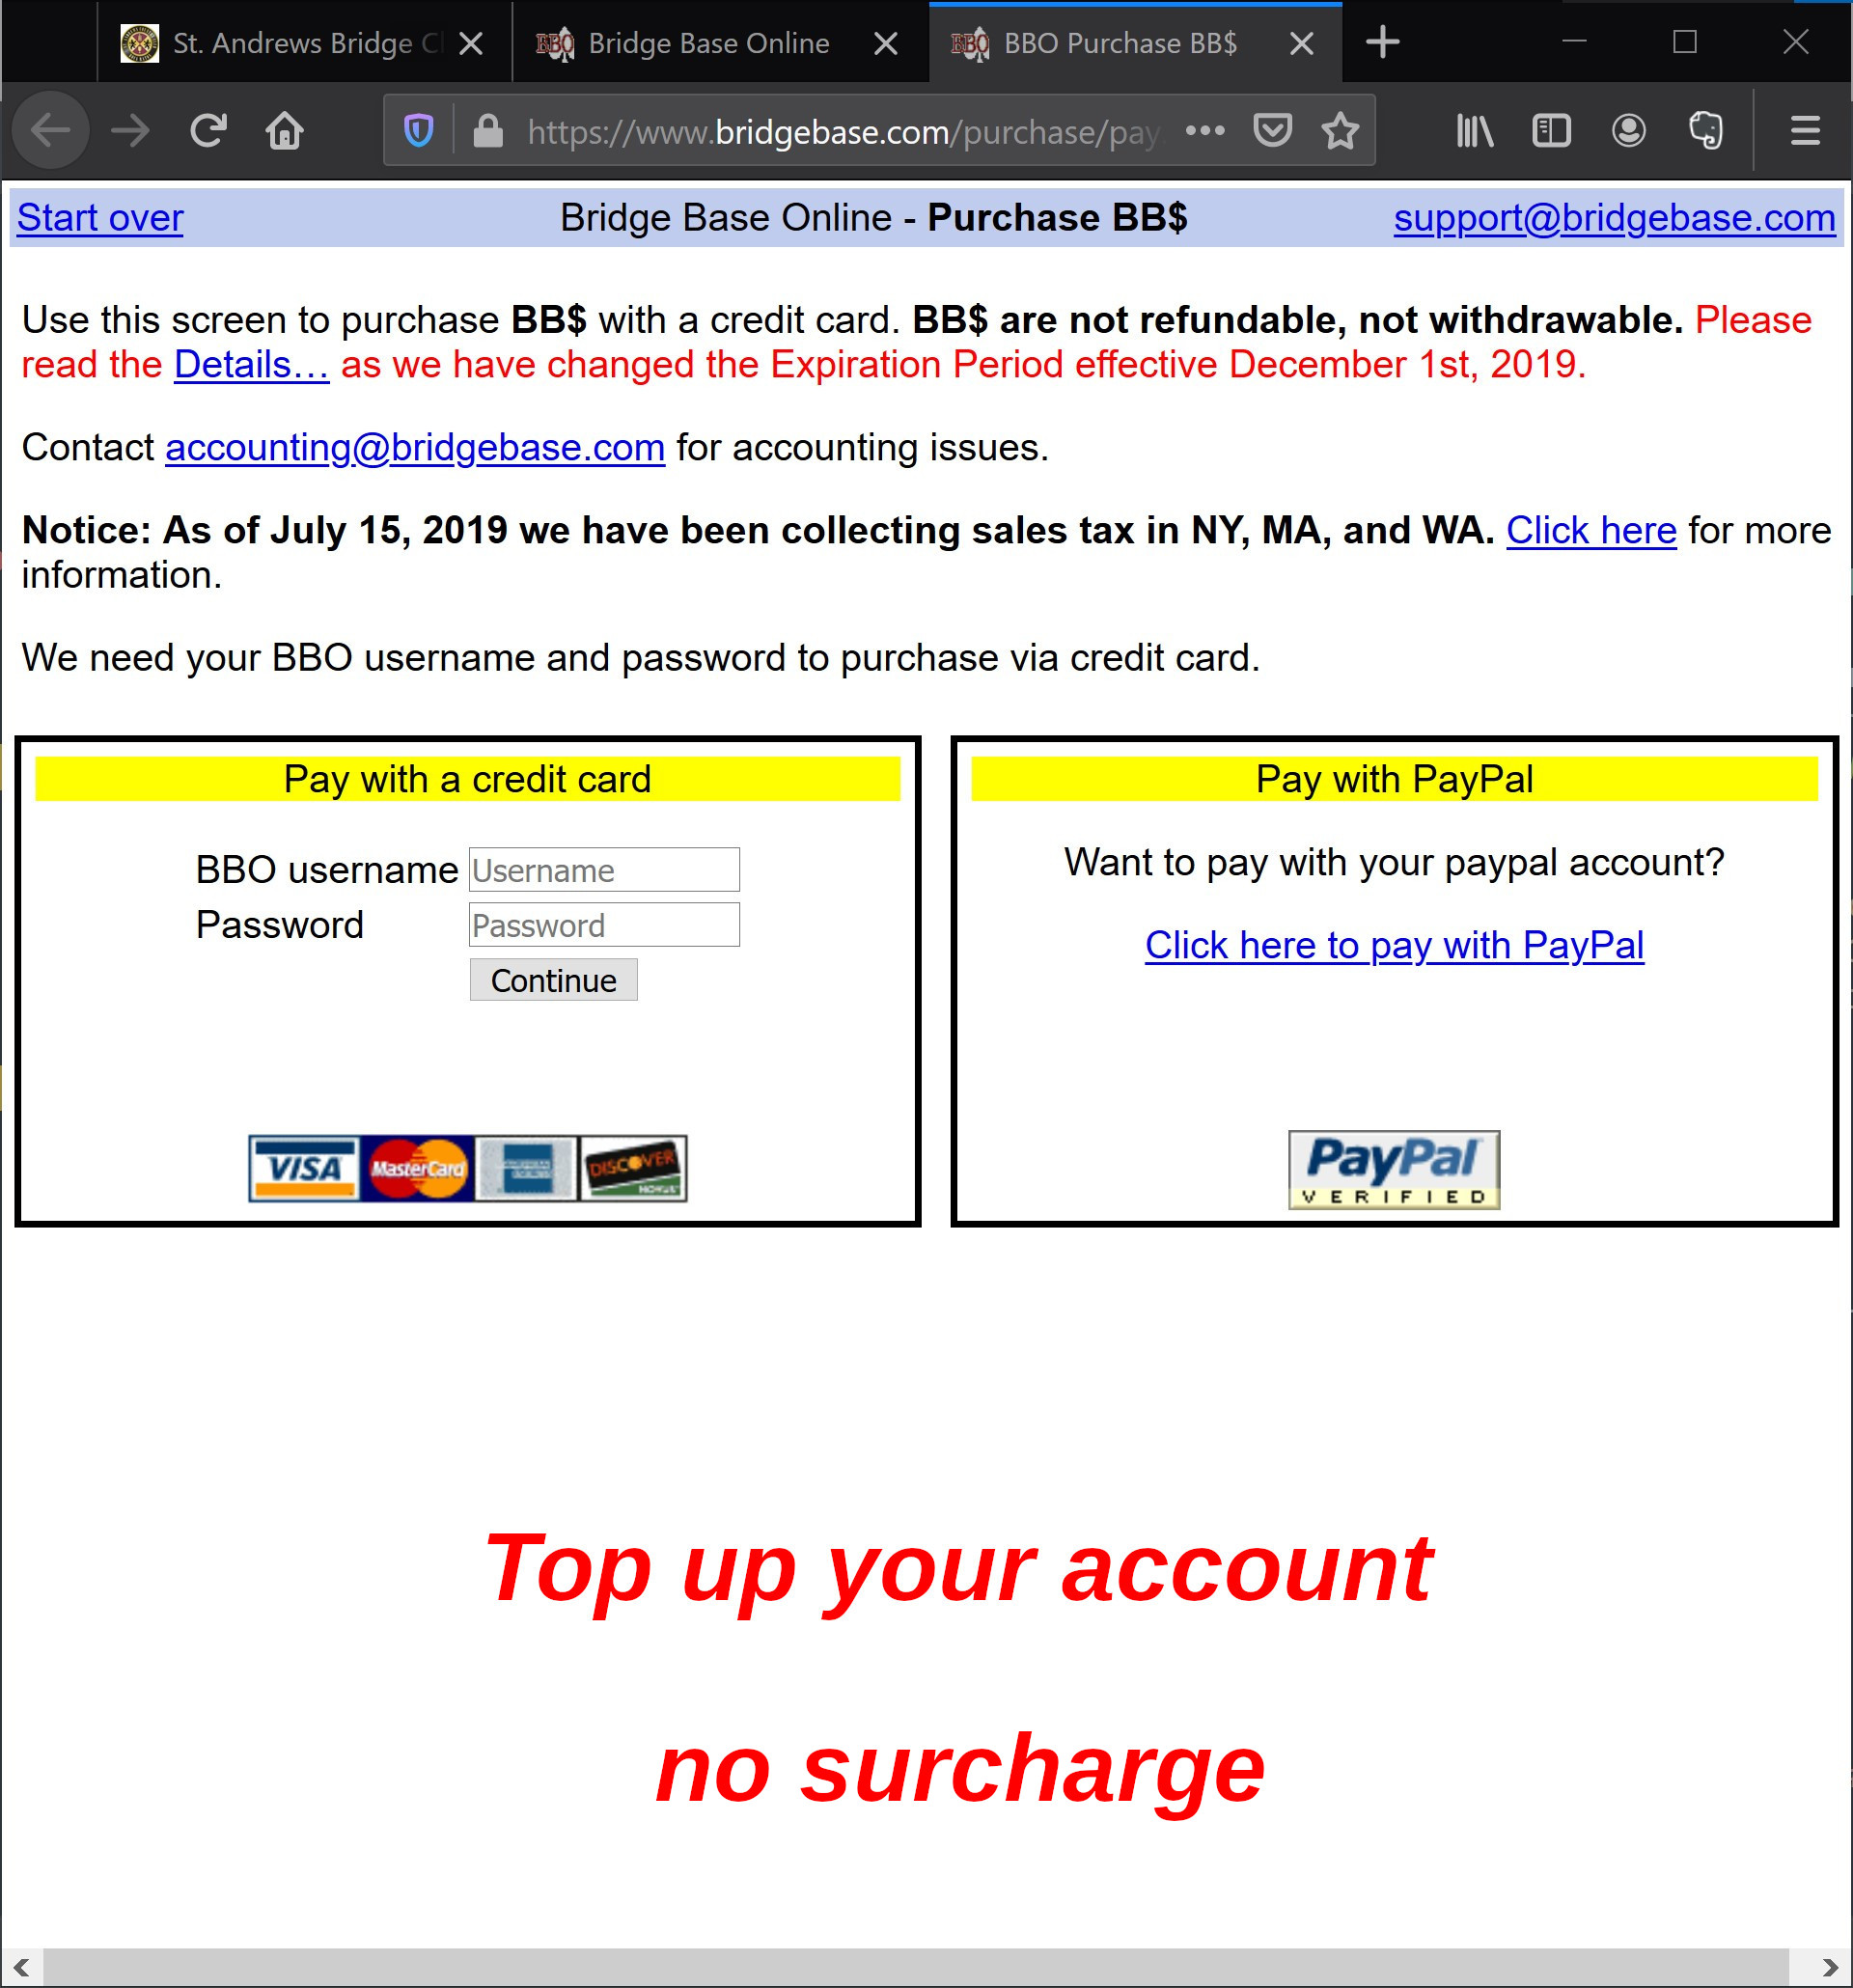 St. Andrews Bridge Cl
Bridge Base Online
BBO Purchase BB$
https://www.bridgebase.com/purchase/pay.
Start over Bridge Base Online - Purchase BB$ support@bridgebase.com
Use this screen to purchase BB$ with a credit card. BB$ are not refundable, not withdrawable. Please
read the Details… as we have changed the Expiration Period effective December 1st, 2019.
Contact accounting@bridgebase.com for accounting issues.
Notice: As of July 15, 2019 we have been collecting sales tax in NY, MA, and WA. Click here for more
information.
We need your BBO username and password to purchase via credit card.
Pay with a credit card
BBO username Username
Password Password
Continue
VISA MasterCard DISCOVER
Pay with PayPal
Want to pay with your paypal account?
Click here to pay with PayPal
PayPal
VERIFIED
Top up your account
no surcharge